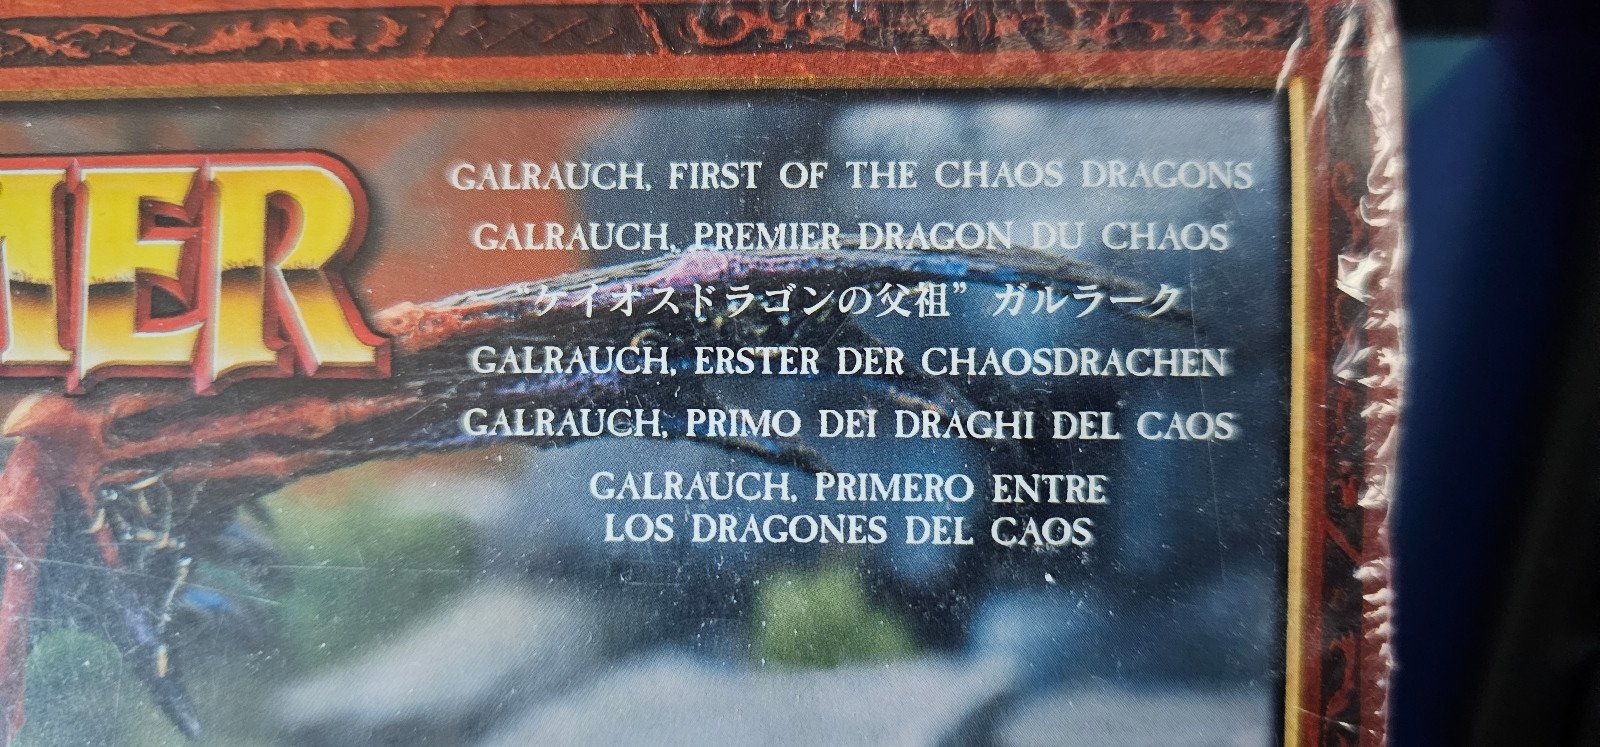 MER
GALRAUCH, FIRST OF THE CHAOS DRAGONS
GALRAUCH, PREMIER DRAGON DU CHAOS
“ケイオスドラゴンの父祖” ガルラーク
GALRAUCH, ERSTER DER CHAOSDRACHEN
GALRAUCH, PRIMO DEI DRAGHI DEL CAOS
GALRAUCH, PRIMERO ENTRE
LOS DRAGONES DEL CAOS